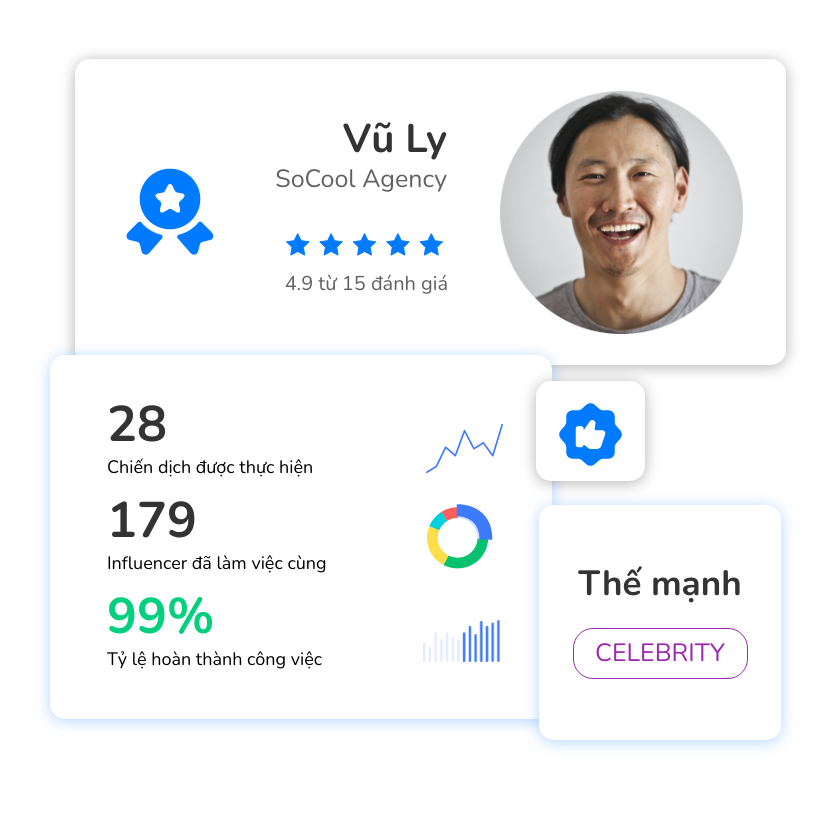 Vũ Ly
SoCool Agency
4.9 từ 15 đánh giá
28
Chiến dịch được thực hiện
179
Influencer đã làm việc cùng
99%
Tỷ lệ hoàn thành công việc
Thế mạnh
CELEBRITY